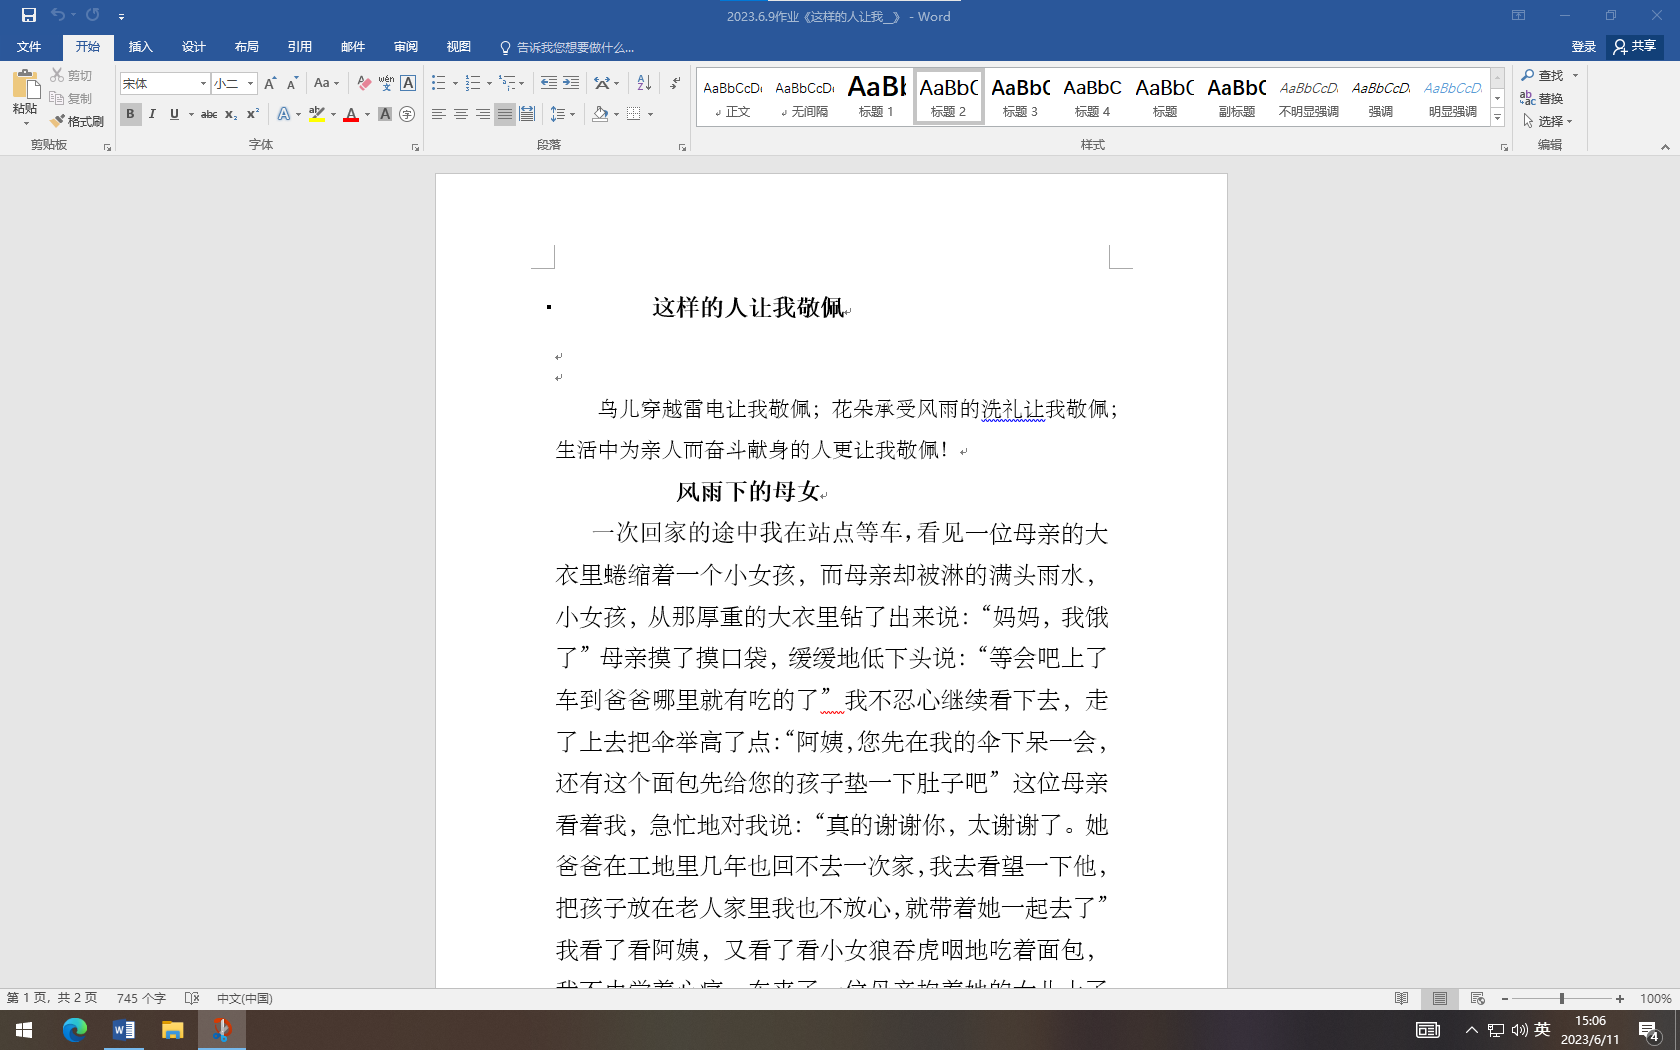 2023.6.9作业《这样的人让我__》 - Word
文件 开始 插入 设计 布局 引用 邮件 审阅 视图 告诉我您想要做什么... 登录 共享
粘贴
剪切
复制
格式刷
剪贴板
宋体 小二
字体
段落
AaBbCcDc 正文
AaBbCcDc 无间隔
AaBb 标题 1
AaBbC 标题 2
AaBbC 标题 3
AaBbC 标题 4
AaBbC 标题
AaBbC 副标题
AaBbCcD. 不明显强调
AaBbCcD. 强调
AaBbCcD. 明显强调
样式
查找
替换
选择
编辑
这样的人让我敬佩
鸟儿穿越雷电让我敬佩；花朵承受风雨的洗礼让我敬佩；
生活中为亲人而奋斗献身的人更让我敬佩！
风雨下的母女
一次回家的途中我在站点等车，看见一位母亲的大
衣里蜷缩着一个小女孩，而母亲却被淋的满头雨水，
小女孩，从那厚重的大衣里钻了出来说：“妈妈，我饿
了”母亲摸了摸口袋，缓缓地低下头说：“等会吧上了
车到爸爸哪里就有吃的了”我不忍心继续看下去，走
了上去把伞举高了点：“阿姨，您先在我的伞下呆一会，
还有这个面包先给您的孩子垫一下肚子吧”这位母亲
看着我，急忙地对我说：“真的谢谢你，太谢谢了。她
爸爸在工地里几年也回不去一次家，我去看望一下他，
把孩子放在老人家里我也不放心，就带着她一起去了”
我看了看阿姨，又看了看小女狼吞虎咽地吃着面包，
第 1 页，共 2 页 745 个字 中文(中国) 100%
英 15:06
2023/6/11 4